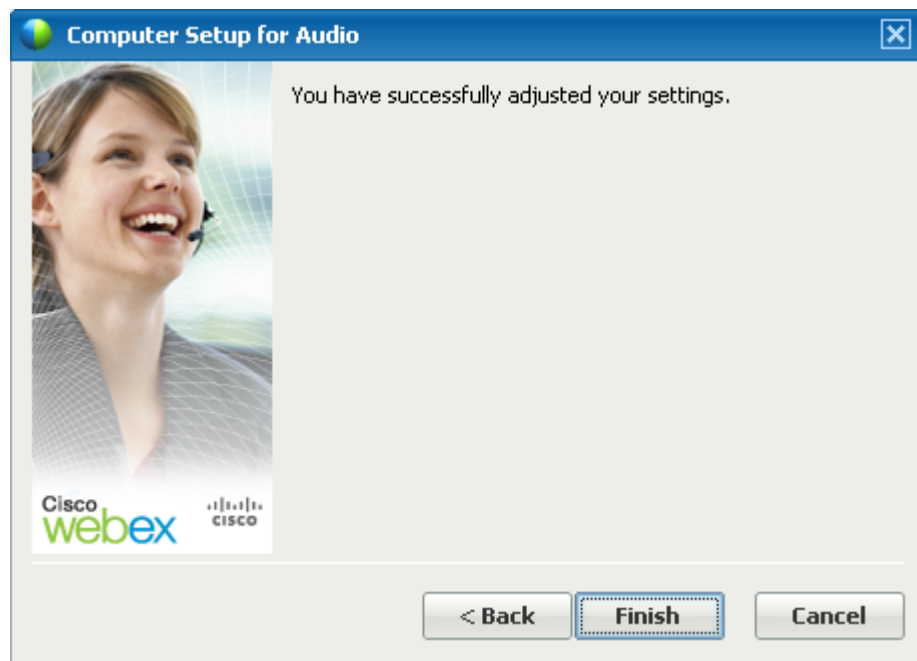 Computer Setup for Audio
You have successfully adjusted your settings.
Cisco
webex
CISCO
< Back
Finish
Cancel